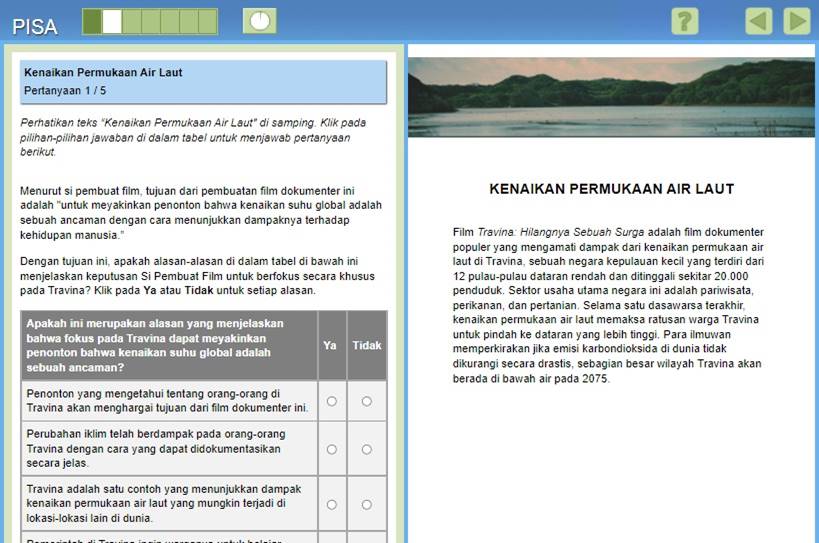 PISA
Kenaikan Permukaan Air Laut
Pertanyaan 1 / 5
Perhatikan teks "Kenaikan Permukaan Air Laut" di samping. Klik pada
pilihan-pilihan jawaban di dalam tabel untuk menjawab pertanyaan
berikut.
Menurut si pembuat film, tujuan dari pembuatan film dokumenter ini
adalah "untuk meyakinkan penonton bahwa kenaikan suhu global adalah
sebuah ancaman dengan cara menunjukkan dampaknya terhadap
kehidupan manusia."
Dengan tujuan ini, apakah alasan-alasan di dalam tabel di bawah ini
menjelaskan keputusan Si Pembuat Film untuk berfokus secara khusus
pada Travina? Klik pada Ya atau Tidak untuk setiap alasan.
Apakah ini merupakan alasan yang menjelaskan
bahwa fokus pada Travina dapat meyakinkan
penonton bahwa kenaikan suhu global adalah
sebuah ancaman?
Ya
Tidak
Penonton yang mengetahui tentang orang-orang di
Travina akan menghargai tujuan dari film dokumenter ini.
Perubahan iklim telah berdampak pada orang-orang
Travina dengan cara yang dapat didokumentasikan
secara jelas.
Travina adalah satu contoh yang menunjukkan dampak
kenaikan permukaan air laut yang mungkin terjadi di
lokasi-lokasi lain di dunia.
Pemerintah di Travina ingin warganya untuk belajar
?
KENAIKAN PERMUKAAN AIR LAUT
Film Travina: Hilangnya Sebuah Surga adalah film dokumenter
populer yang mengamati dampak dari kenaikan permukaan air
laut di Travina, sebuah negara kepulauan kecil yang terdiri dari
12 pulau-pulau dataran rendah dan ditinggali sekitar 20.000
penduduk. Sektor usaha utama negara ini adalah pariwisata,
perikanan, dan pertanian. Selama satu dasawarsa terakhir,
kenaikan permukaan air laut memaksa ratusan warga Travina
untuk pindah ke dataran yang lebih tinggi. Para ilmuwan
memperkirakan jika emisi karbondioksida di dunia tidak
dikurangi secara drastis, sebagian besar wilayah Travina akan
berada di bawah air pada 2075.